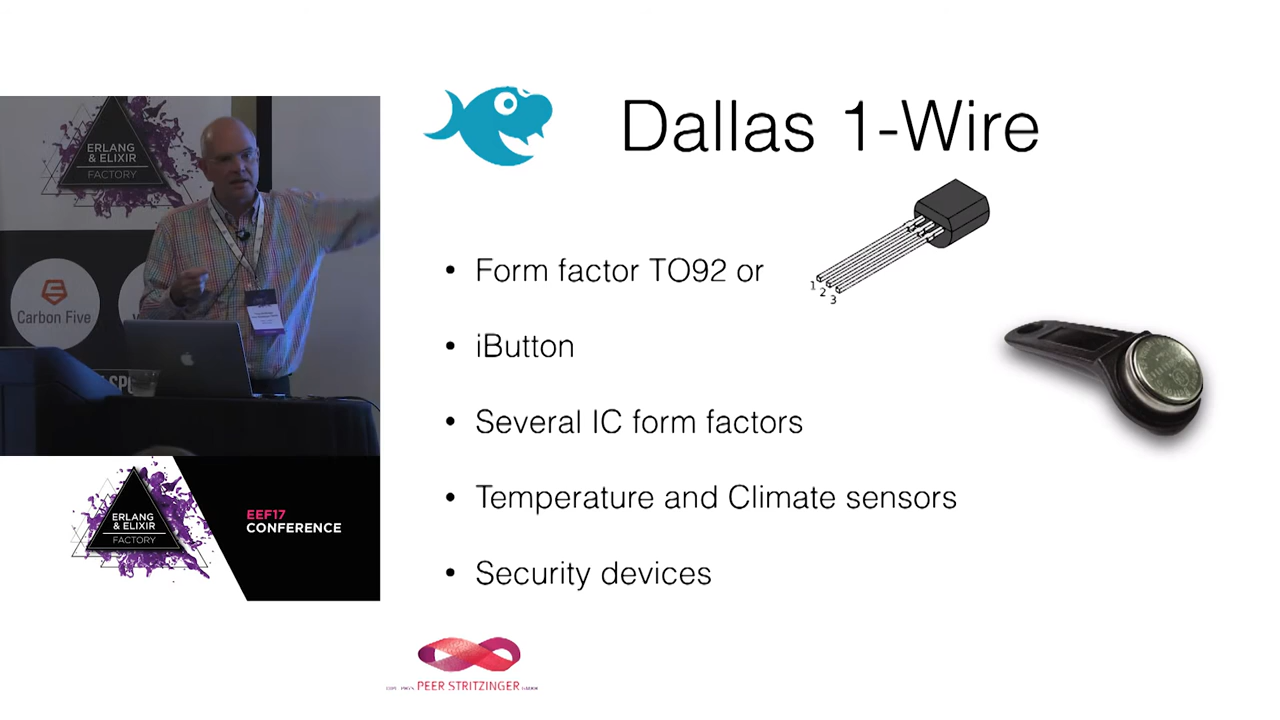 Dallas 1-Wire
1
2
3
• Form factor TO92 or
• iButton
• Several IC form factors
• Temperature and Climate sensors
• Security devices
ERLANG
& ELIXIR
FACTORY
Carbon Five
ERLANG
& ELIXIR
FACTORY
EEF17
CONFERENCE
PEER STRITZINGER